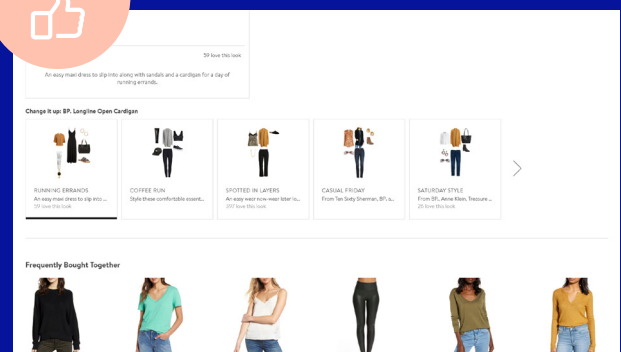 59 love this look
An easy maxi dress to slip into along with sandals and a cardigan for a day of
running errands.
Change It up: BP. Longline Open Cardigan
RUNNING ERRANDS
An easy maxi dress to slip into ...
59 love this look
COFFEE RUN
Style these comfortable essent...
SPOTTED IN LAYERS
An easy wear-now-wear-later lo...
397 love this look
CASUAL FRIDAY
From Ten Sixty Sherman, BP. a...
SATURDAY STYLE
From BP., Anne Klein, Treasure ...
28 love this look
Frequently Bought Together